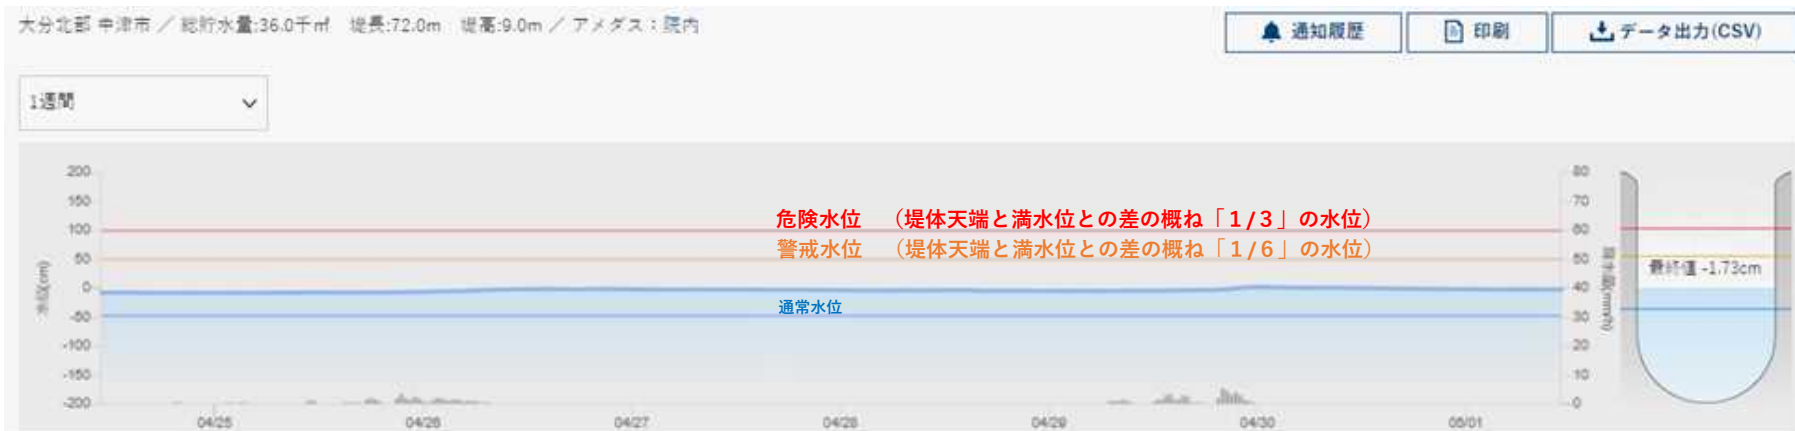 大分北部 中津市 ／ 総貯水量:36.0千㎥　堤長:72.0m　堤高:9.0m ／ アメダス：院内
通知履歴
印刷
データ出力(CSV)
1週間
水位(cm)
200
150
100
50
0
-50
-100
-150
-200
危険水位　（堤体天端と満水位との差の概ね「１/３」の水位）
警戒水位　（堤体天端と満水位との差の概ね「１/６」の水位）
通常水位
04/25
04/26
04/27
04/28
04/29
04/30
05/01
80
70
60
50
40
30
20
10
0
(mm/h)
最終値 -1.73cm